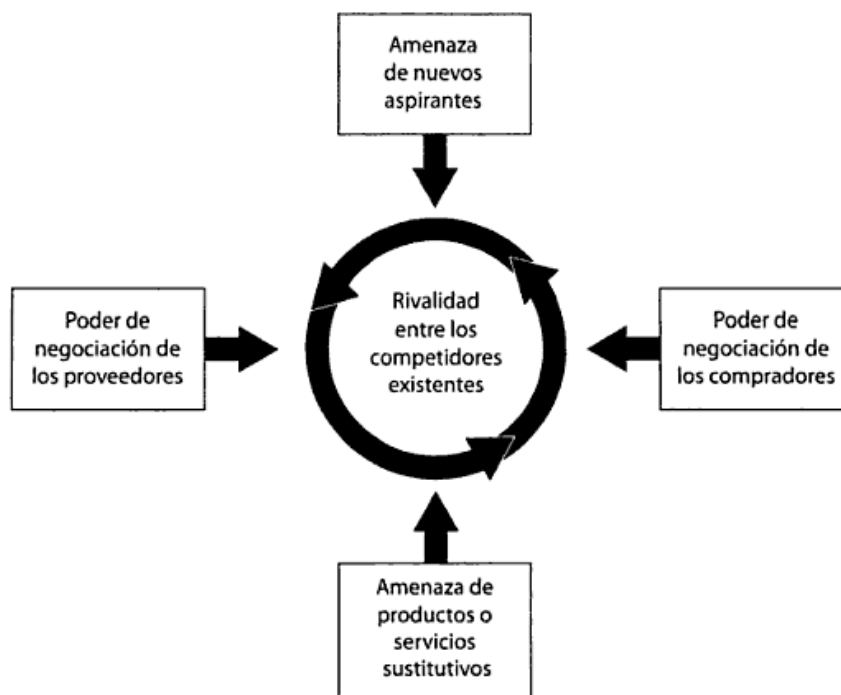 Amenaza
de nuevos
aspirantes
Poder de
negociación de
los proveedores
Rivalidad
entre los
competidores
existentes
Poder de
negociación de
los compradores
Amenaza de
productos o
servicios
sustitutivos